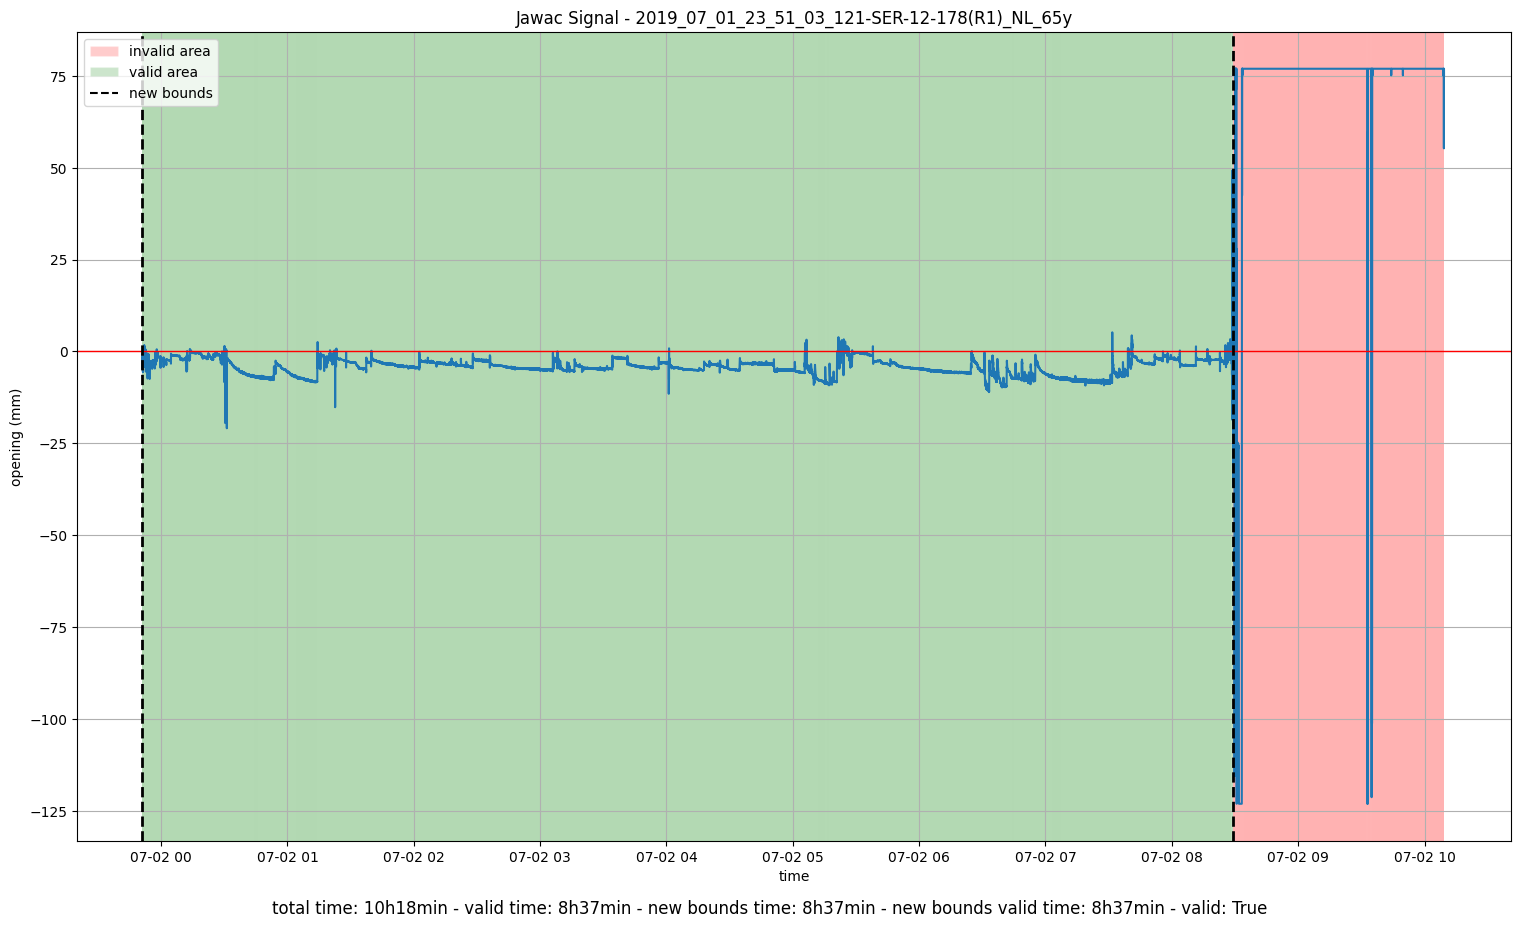 Jawac Signal - 2019_07_01_23_51_03_121-SER-12-178(R1)_NL_65y
invalid area
valid area
new bounds
75
50
25
0
−25
−50
−75
−100
−125
opening (mm)
07-02 00 07-02 01 07-02 02 07-02 03 07-02 04 07-02 05 07-02 06 07-02 07 07-02 08 07-02 09 07-02 10
time
total time: 10h18min - valid time: 8h37min - new bounds time: 8h37min - new bounds valid time: 8h37min - valid: True